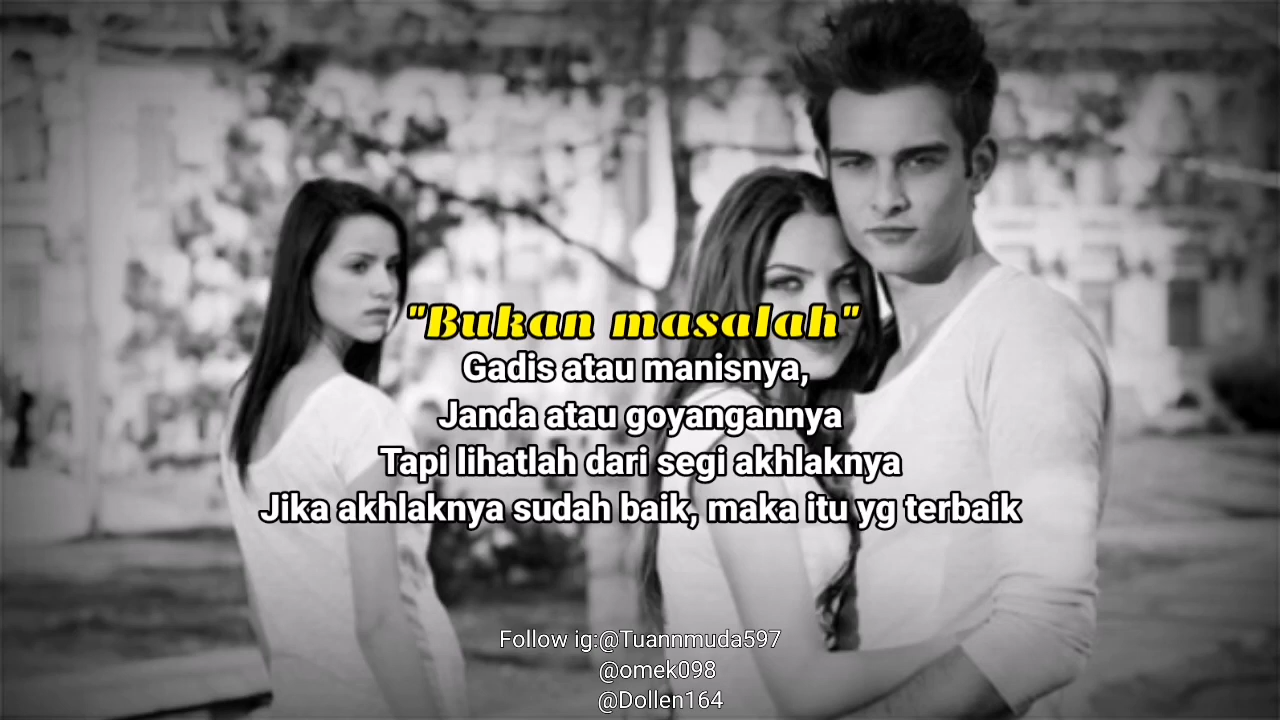 "Bukan masalah"
Gadis atau manisnya,
Janda atau goyangannya
Tapi lihatlah dari segi akhlaknya
Jika akhlaknya sudah baik, maka itu yg terbaik
Follow ig:@Tuannmuda597
@omek098
@Dollen164